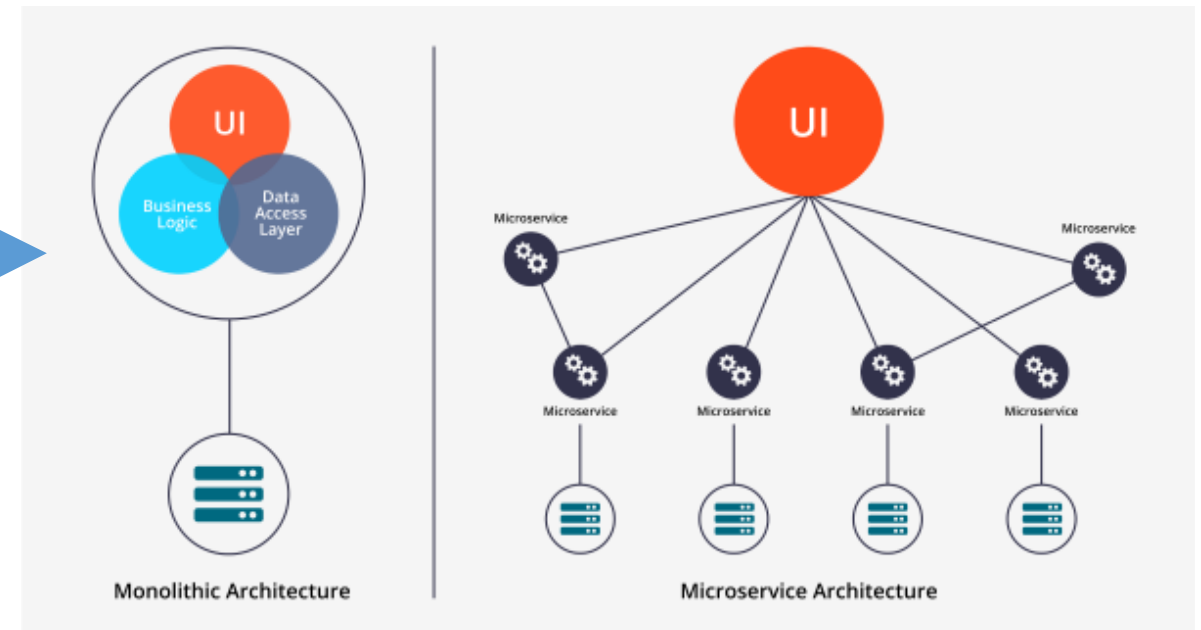 UI
Business
Logic
Data
Access
Layer
Monolithic Architecture
UI
Microservice
Microservice
Microservice
Microservice
Microservice
Microservice
Microservice Architecture